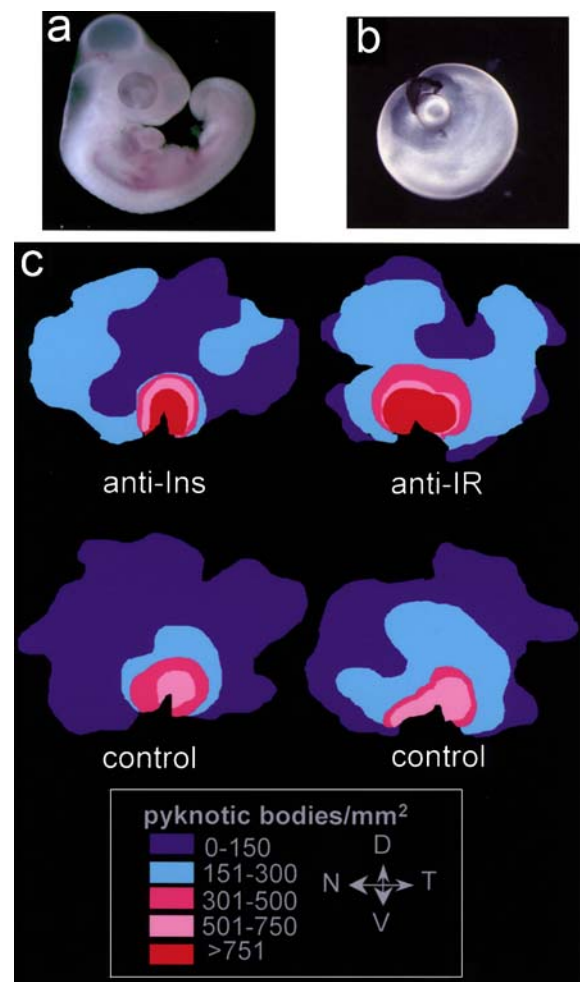 a
b
c
anti-Ins anti-IR
control control
pyknotic bodies/mm²
0-150
151-300
301-500
501-750
>751
D
N T
V